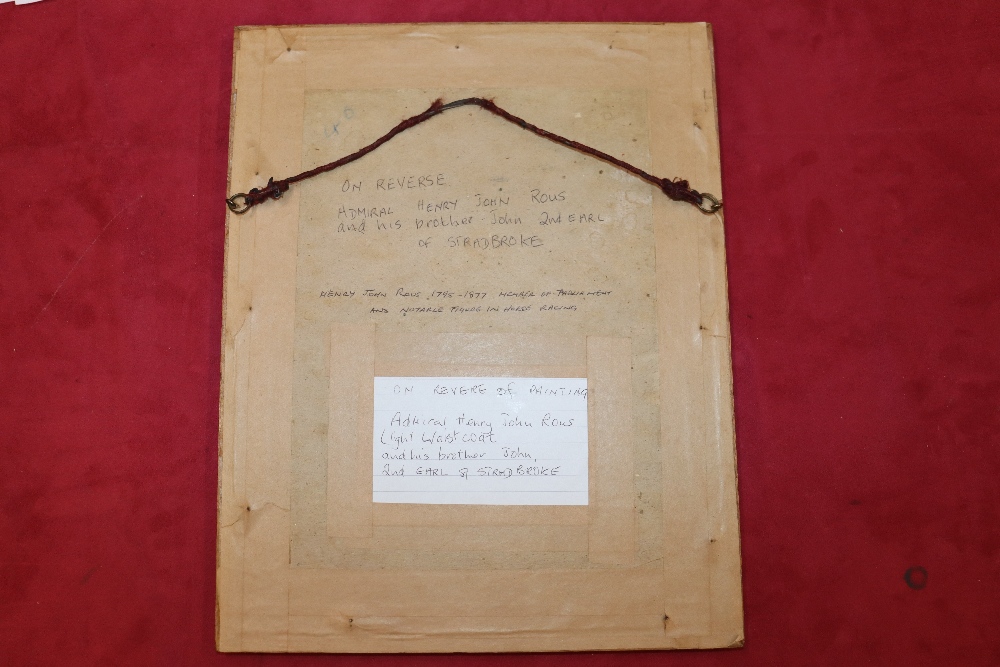 ON REVERSE
ADMIRAL HENRY JOHN ROUS
and his brother John 2nd EARL
OF STRADBROKE
HENRY JOHN ROUS 1795-1877 MEMBER OF PARLIAMENT
AND NOTABLE FIGURE IN HORSE RACING
ON REVERE of PAINTING
Admiral Henry John Rous
Light Waistcoat
and his brother John,
2nd EARL of STRADBROKE